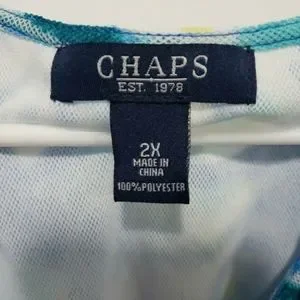 CHAPS
EST. 1978
2X
MADE IN
CHINA
100%POLYESTER